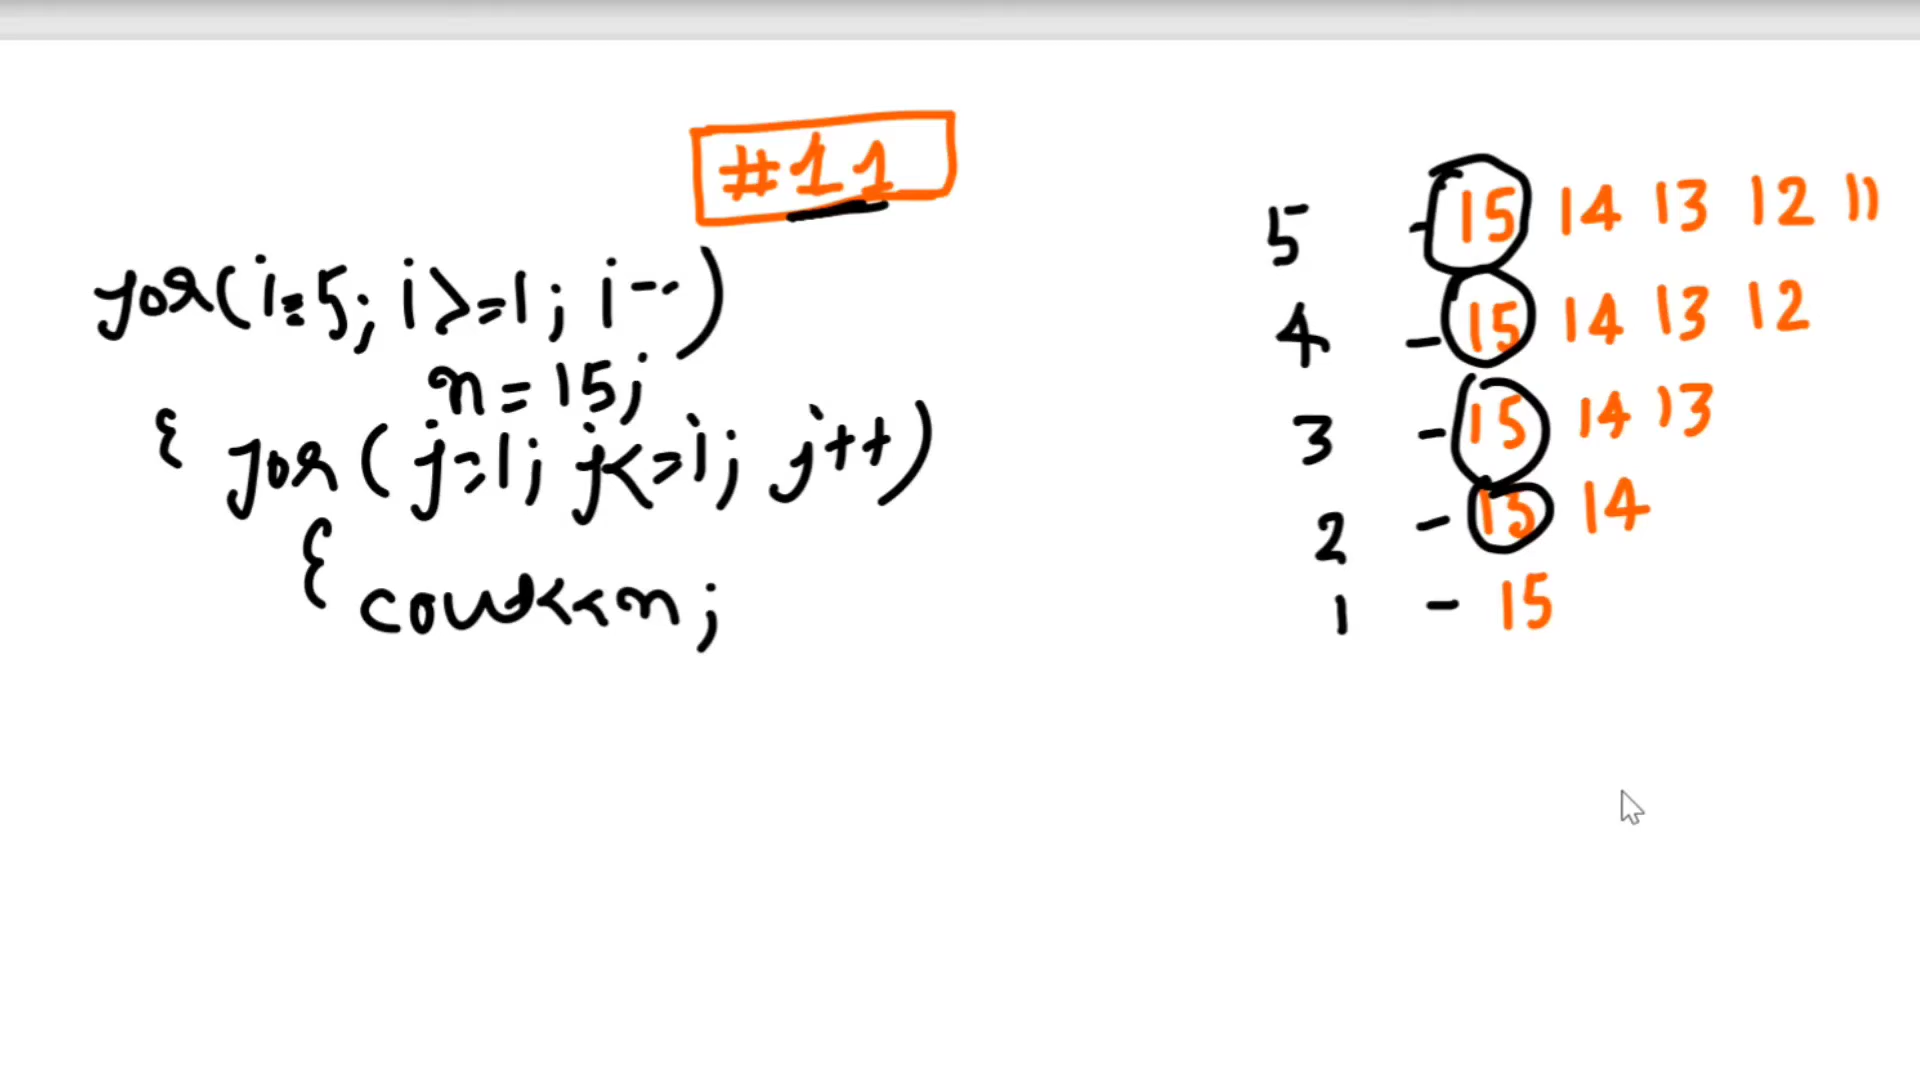 #11
for(i=5; i>=1; i--)
n=15;
{ for(j=1; j<=i; j++)
{ cout<<n;
5 - 15 14 13 12 11
4 - 15 14 13 12
3 - 15 14 13
2 - 15 14
1 - 15